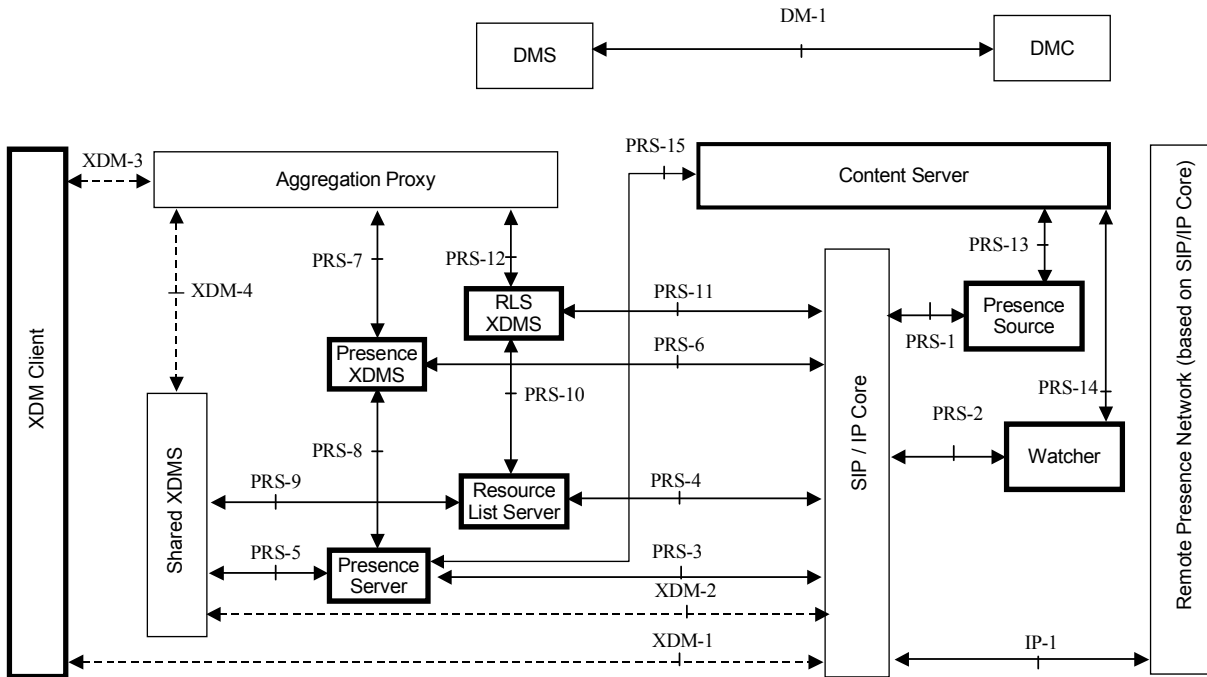 DM-1
DMS
DMC
XDM-3
PRS-15
Aggregation Proxy
Content Server
PRS-7
PRS-12
PRS-13
XDM-4
RLS
XDMS
PRS-11
Presence
Source
PRS-1
Presence
XDMS
PRS-6
PRS-10
PRS-14
PRS-2
PRS-8
Watcher
PRS-9
Resource
List Server
PRS-4
PRS-5
Presence
Server
PRS-3
XDM-2
XDM-1
IP-1
XDM Client
Shared XDMS
SIP / IP Core
Remote Presence Network (based on SIP/IP Core)